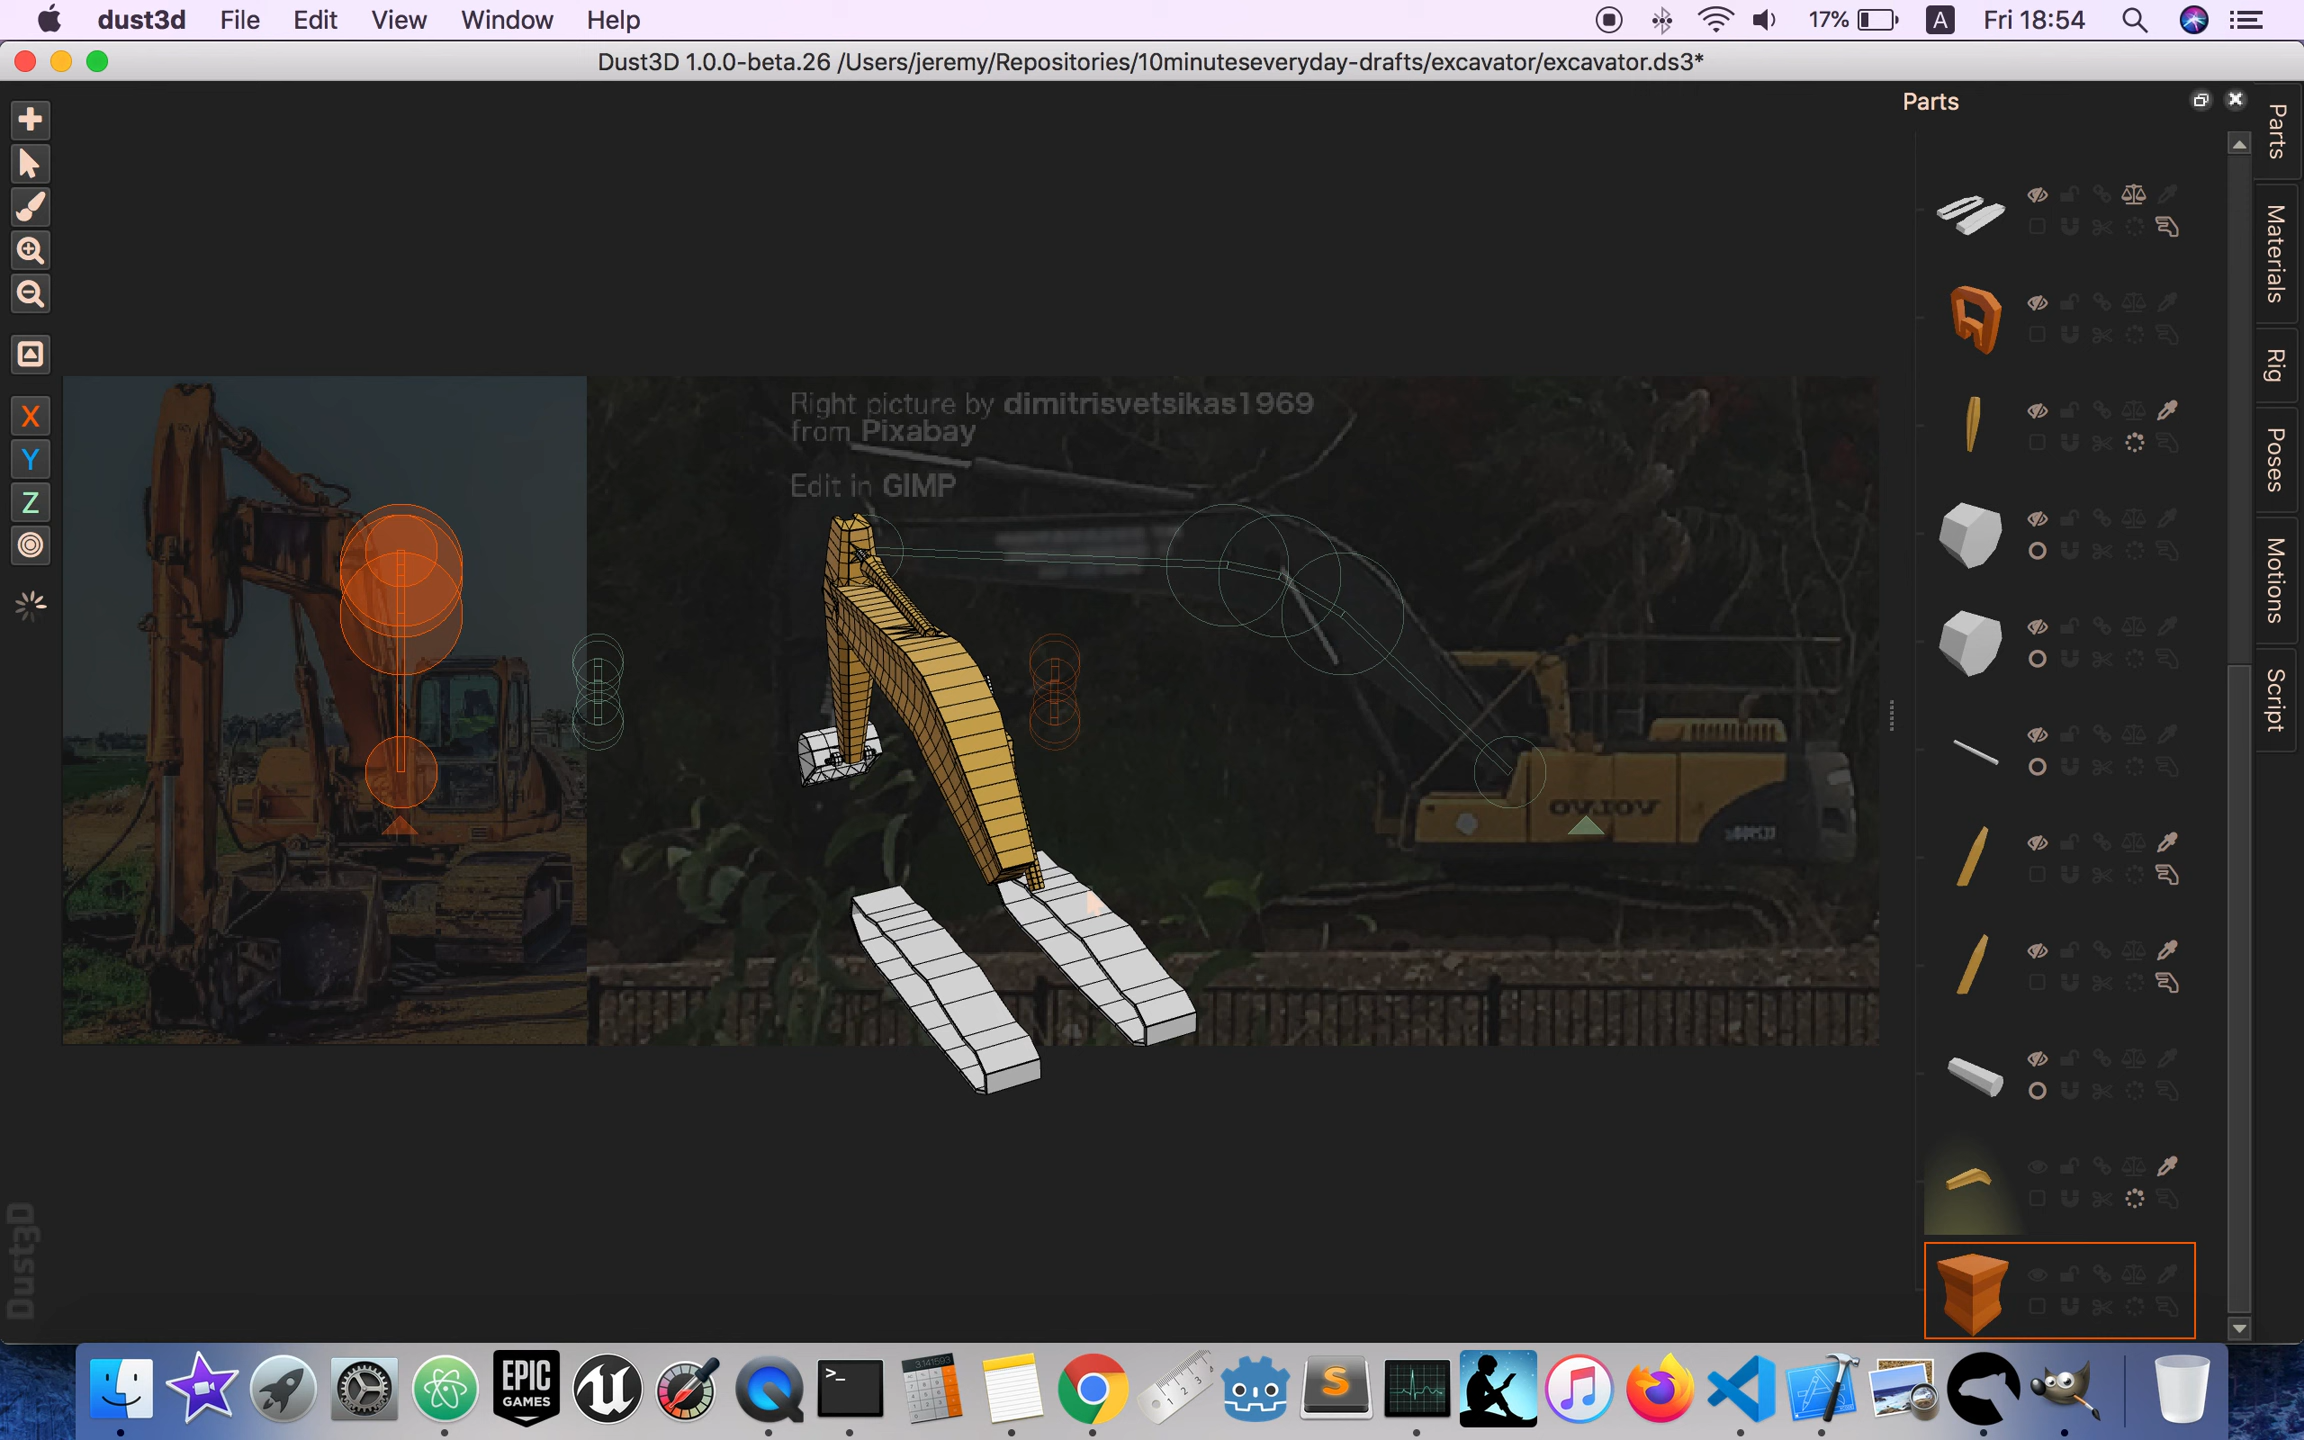 dust3d File Edit View Window Help 17% A Fri 18:54
Dust3D 1.0.0-beta.26 /Users/jeremy/Repositories/10minuteseveryday-drafts/excavator/excavator.ds3*
Parts
Parts
Materials
Rig
Poses
Motions
Script
X
Y
Z
Right picture by dimitrisvetsikas1969
from Pixabay
Edit in GIMP
Dust3D
EPIC
GAMES
>_
S